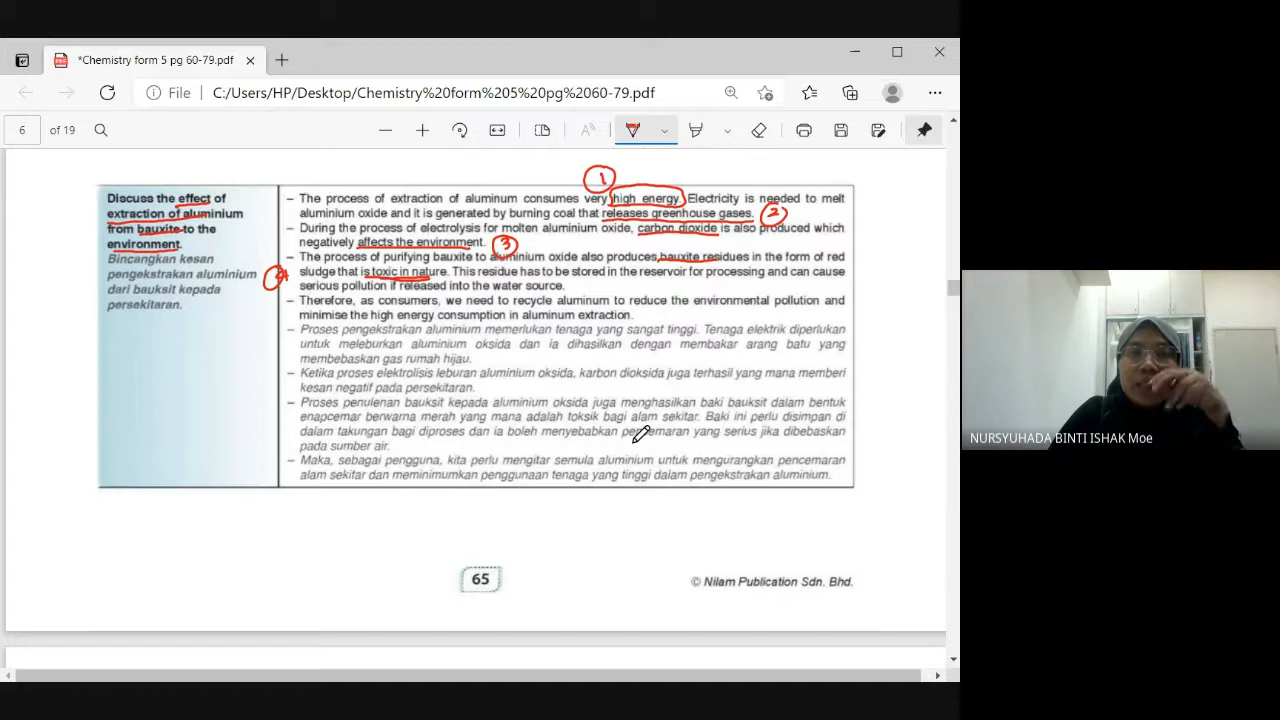 *Chemistry form 5 pg 60-79.pdf
File | C:/Users/HP/Desktop/Chemistry%20form%205%20pg%2060-79.pdf
6 of 19
1
Discuss the effect of
extraction of aluminium
from bauxite to the
environment.
Bincangkan kesan
pengekstrakan aluminium
dari bauksit kepada
persekitaran.
– The process of extraction of aluminum consumes very high energy. Electricity is needed to melt
aluminium oxide and it is generated by burning coal that releases greenhouse gases. 2
– During the process of electrolysis for molten aluminium oxide, carbon dioxide is also produced which
negatively affects the environment. 3
– The process of purifying bauxite to aluminium oxide also produces bauxite residues in the form of red
4 sludge that is toxic in nature. This residue has to be stored in the reservoir for processing and can cause
serious pollution if released into the water source.
– Therefore, as consumers, we need to recycle aluminum to reduce the environmental pollution and
minimise the high energy consumption in aluminum extraction.
– Proses pengekstrakan aluminium memerlukan tenaga yang sangat tinggi. Tenaga elektrik diperlukan
untuk meleburkan aluminium oksida dan ia dihasilkan dengan membakar arang batu yang
membebaskan gas rumah hijau.
– Ketika proses elektrolisis leburan aluminium oksida, karbon dioksida juga terhasil yang mana memberi
kesan negatif pada persekitaran.
– Proses penulenan bauksit kepada aluminium oksida juga menghasilkan baki bauksit dalam bentuk
enapcemar berwarna merah yang mana adalah toksik bagi alam sekitar. Baki ini perlu disimpan di
dalam takungan bagi diproses dan ia boleh menyebabkan pencemaran yang serius jika dibebaskan
pada sumber air.
– Maka, sebagai pengguna, kita perlu mengitar semula aluminium untuk mengurangkan pencemaran
alam sekitar dan meminimumkan penggunaan tenaga yang tinggi dalam pengekstrakan aluminium.
65
© Nilam Publication Sdn. Bhd.
NURSYUHADA BINTI ISHAK Moe